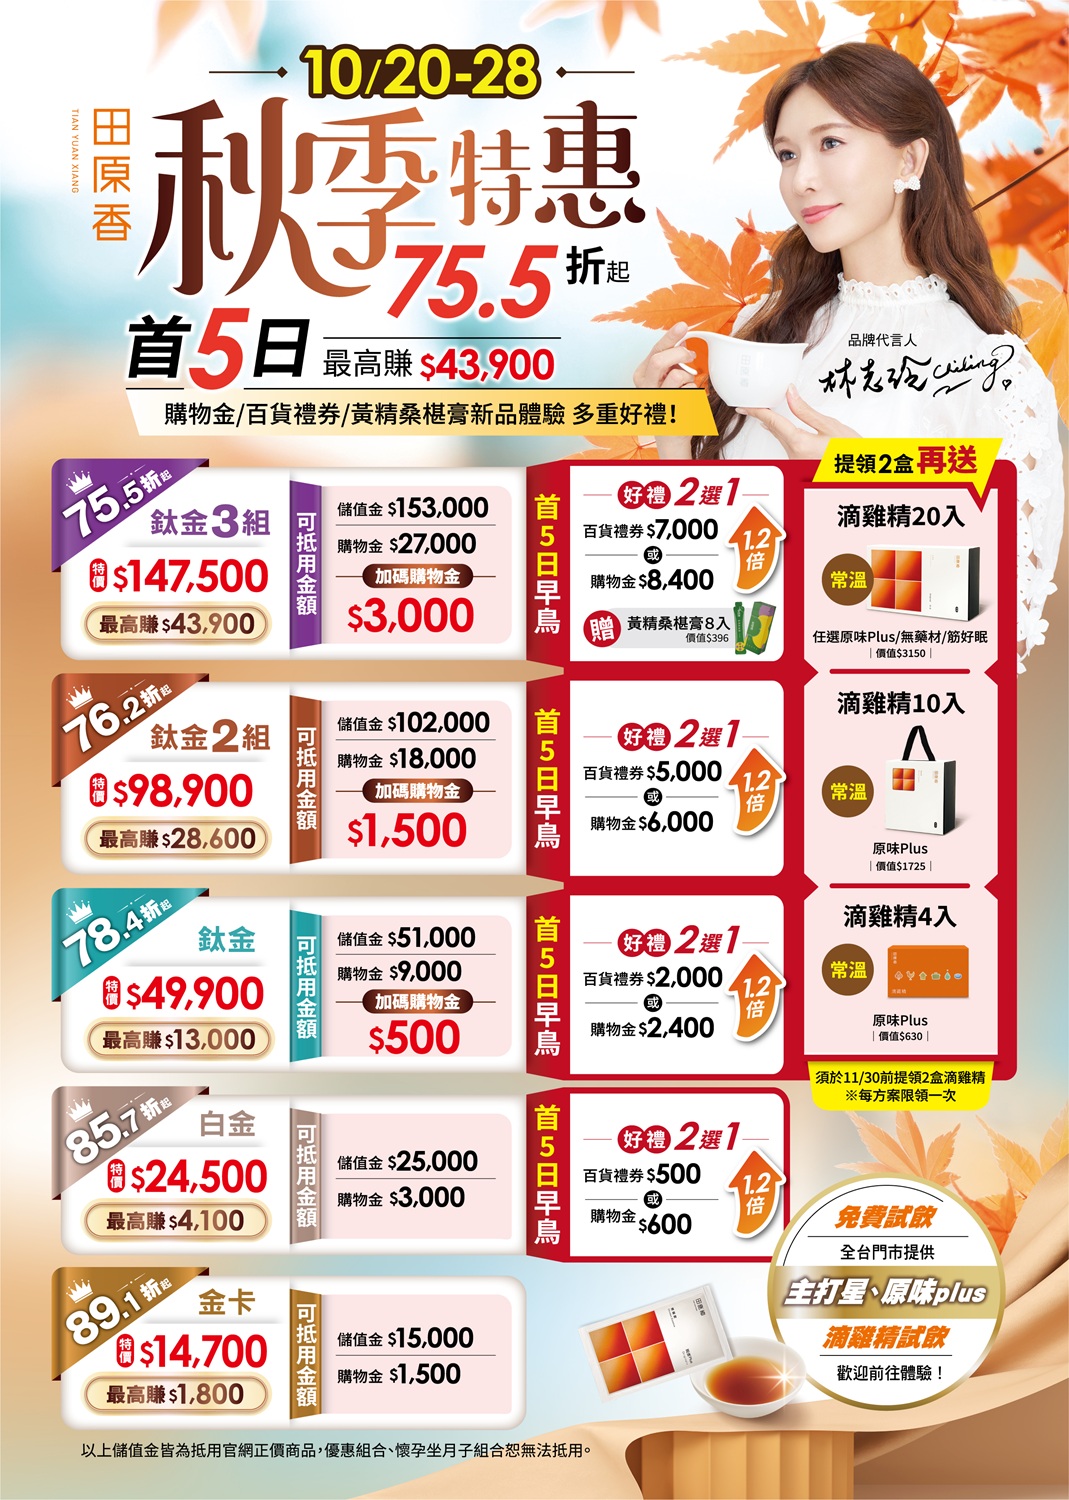 10/20-28
田原香
TIAN YUAN XIANG
秋季特惠
75.5折起
首5日
最高賺 $43,900
購物金/百貨禮券/黃精桑椹膏新品體驗 多重好禮!
品牌代言人
林志玲 chiling
提領2盒再送
75.5折起
鈦金3組
特價 $147,500
最高賺 $43,900
可抵用金額
儲值金 $153,000
購物金 $27,000
加碼購物金
$3,000
首5日早鳥
好禮2選1
百貨禮券 $7,000
或
購物金 $8,400
1.2倍
贈 黃精桑椹膏8入
價值$396
滴雞精20入
常溫
任選原味Plus/無藥材/筋好眠
| 價值$3150 |
76.2折起
鈦金2組
特價 $98,900
最高賺 $28,600
可抵用金額
儲值金 $102,000
購物金 $18,000
加碼購物金
$1,500
首5日早鳥
好禮2選1
百貨禮券 $5,000
或
購物金 $6,000
1.2倍
滴雞精10入
常溫
原味Plus
| 價值$1725 |
78.4折起
鈦金
特價 $49,900
最高賺 $13,000
可抵用金額
儲值金 $51,000
購物金 $9,000
加碼購物金
$500
首5日早鳥
好禮2選1
百貨禮券 $2,000
或
購物金 $2,400
1.2倍
滴雞精4入
常溫
原味Plus
| 價值$630 |
須於11/30前提領2盒滴雞精
※每方案限領一次
85.7折起
白金
特價 $24,500
最高賺 $4,100
可抵用金額
儲值金 $25,000
購物金 $3,000
首5日早鳥
好禮2選1
百貨禮券 $500
或
購物金 $600
1.2倍
89.1折起
金卡
特價 $14,700
最高賺 $1,800
可抵用金額
儲值金 $15,000
購物金 $1,500
免費試飲
全台門市提供
主打星、原味plus
滴雞精試飲
歡迎前往體驗!
田原香
以上儲值金皆為抵用官網正價商品,優惠組合、懷孕坐月子組合恕無法抵用。